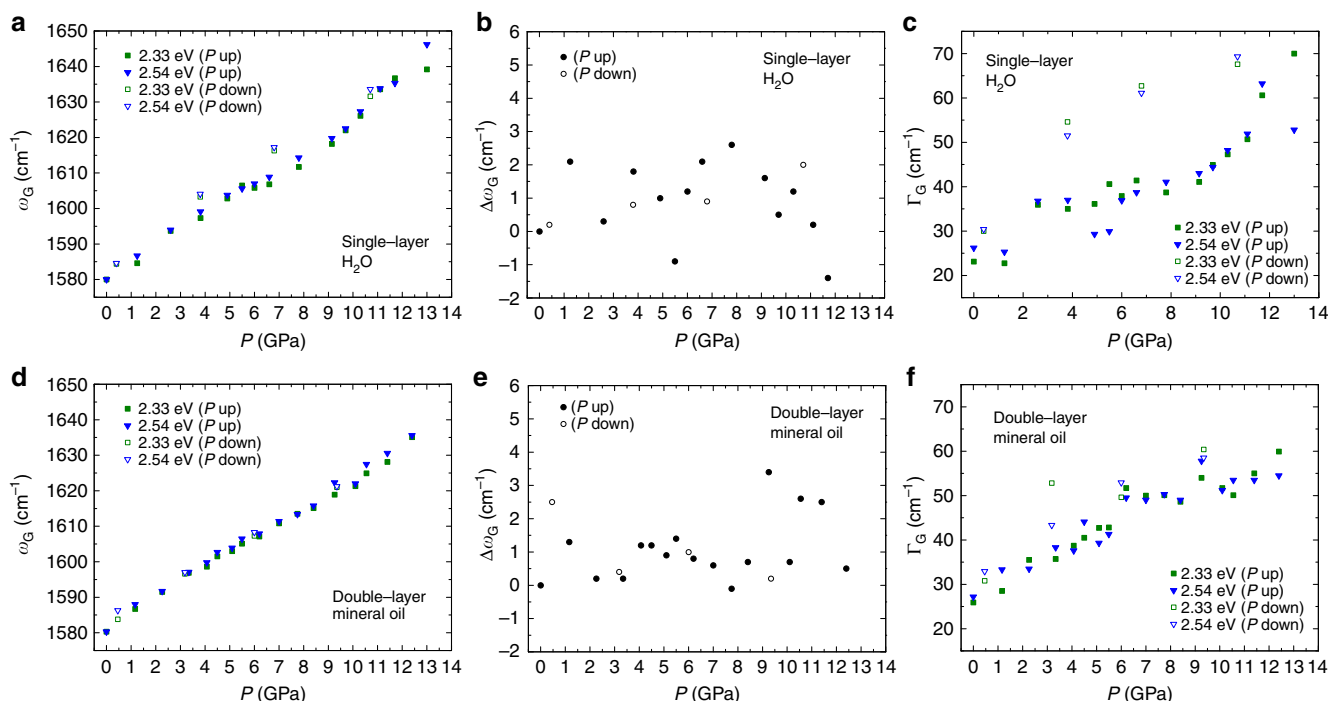 a
1650
1640
1630
1620
1610
1600
1590
1580
ω_G (cm⁻¹)
2.33 eV (P up)
2.54 eV (P up)
2.33 eV (P down)
2.54 eV (P down)
Single–layer
H₂O
0 1 2 3 4 5 6 7 8 9 10 11 12 13 14
P (GPa)
b
6
5
4
3
2
1
0
−1
−2
Δω_G (cm⁻¹)
(P up)
(P down)
Single–layer
H₂O
0 1 2 3 4 5 6 7 8 9 10 11 12 13 14
P (GPa)
c
70
60
50
40
30
20
Γ_G (cm⁻¹)
Single–layer
H₂O
2.33 eV (P up)
2.54 eV (P up)
2.33 eV (P down)
2.54 eV (P down)
0 2 4 6 8 10 12 14
P (GPa)
d
1650
1640
1630
1620
1610
1600
1590
1580
ω_G (cm⁻¹)
2.33 eV (P up)
2.54 eV (P up)
2.33 eV (P down)
2.54 eV (P down)
Double–layer
mineral oil
0 1 2 3 4 5 6 7 8 9 10 11 12 13 14
P (GPa)
e
6
5
4
3
2
1
0
−1
−2
Δω_G (cm⁻¹)
(P up)
(P down)
Double–layer
mineral oil
0 1 2 3 4 5 6 7 8 9 10 11 12 13 14
P (GPa)
f
70
60
50
40
30
20
Γ_G (cm⁻¹)
Double–layer
mineral oil
2.33 eV (P up)
2.54 eV (P up)
2.33 eV (P down)
2.54 eV (P down)
0 1 2 3 4 5 6 7 8 9 10 11 12 13 14
P (GPa)